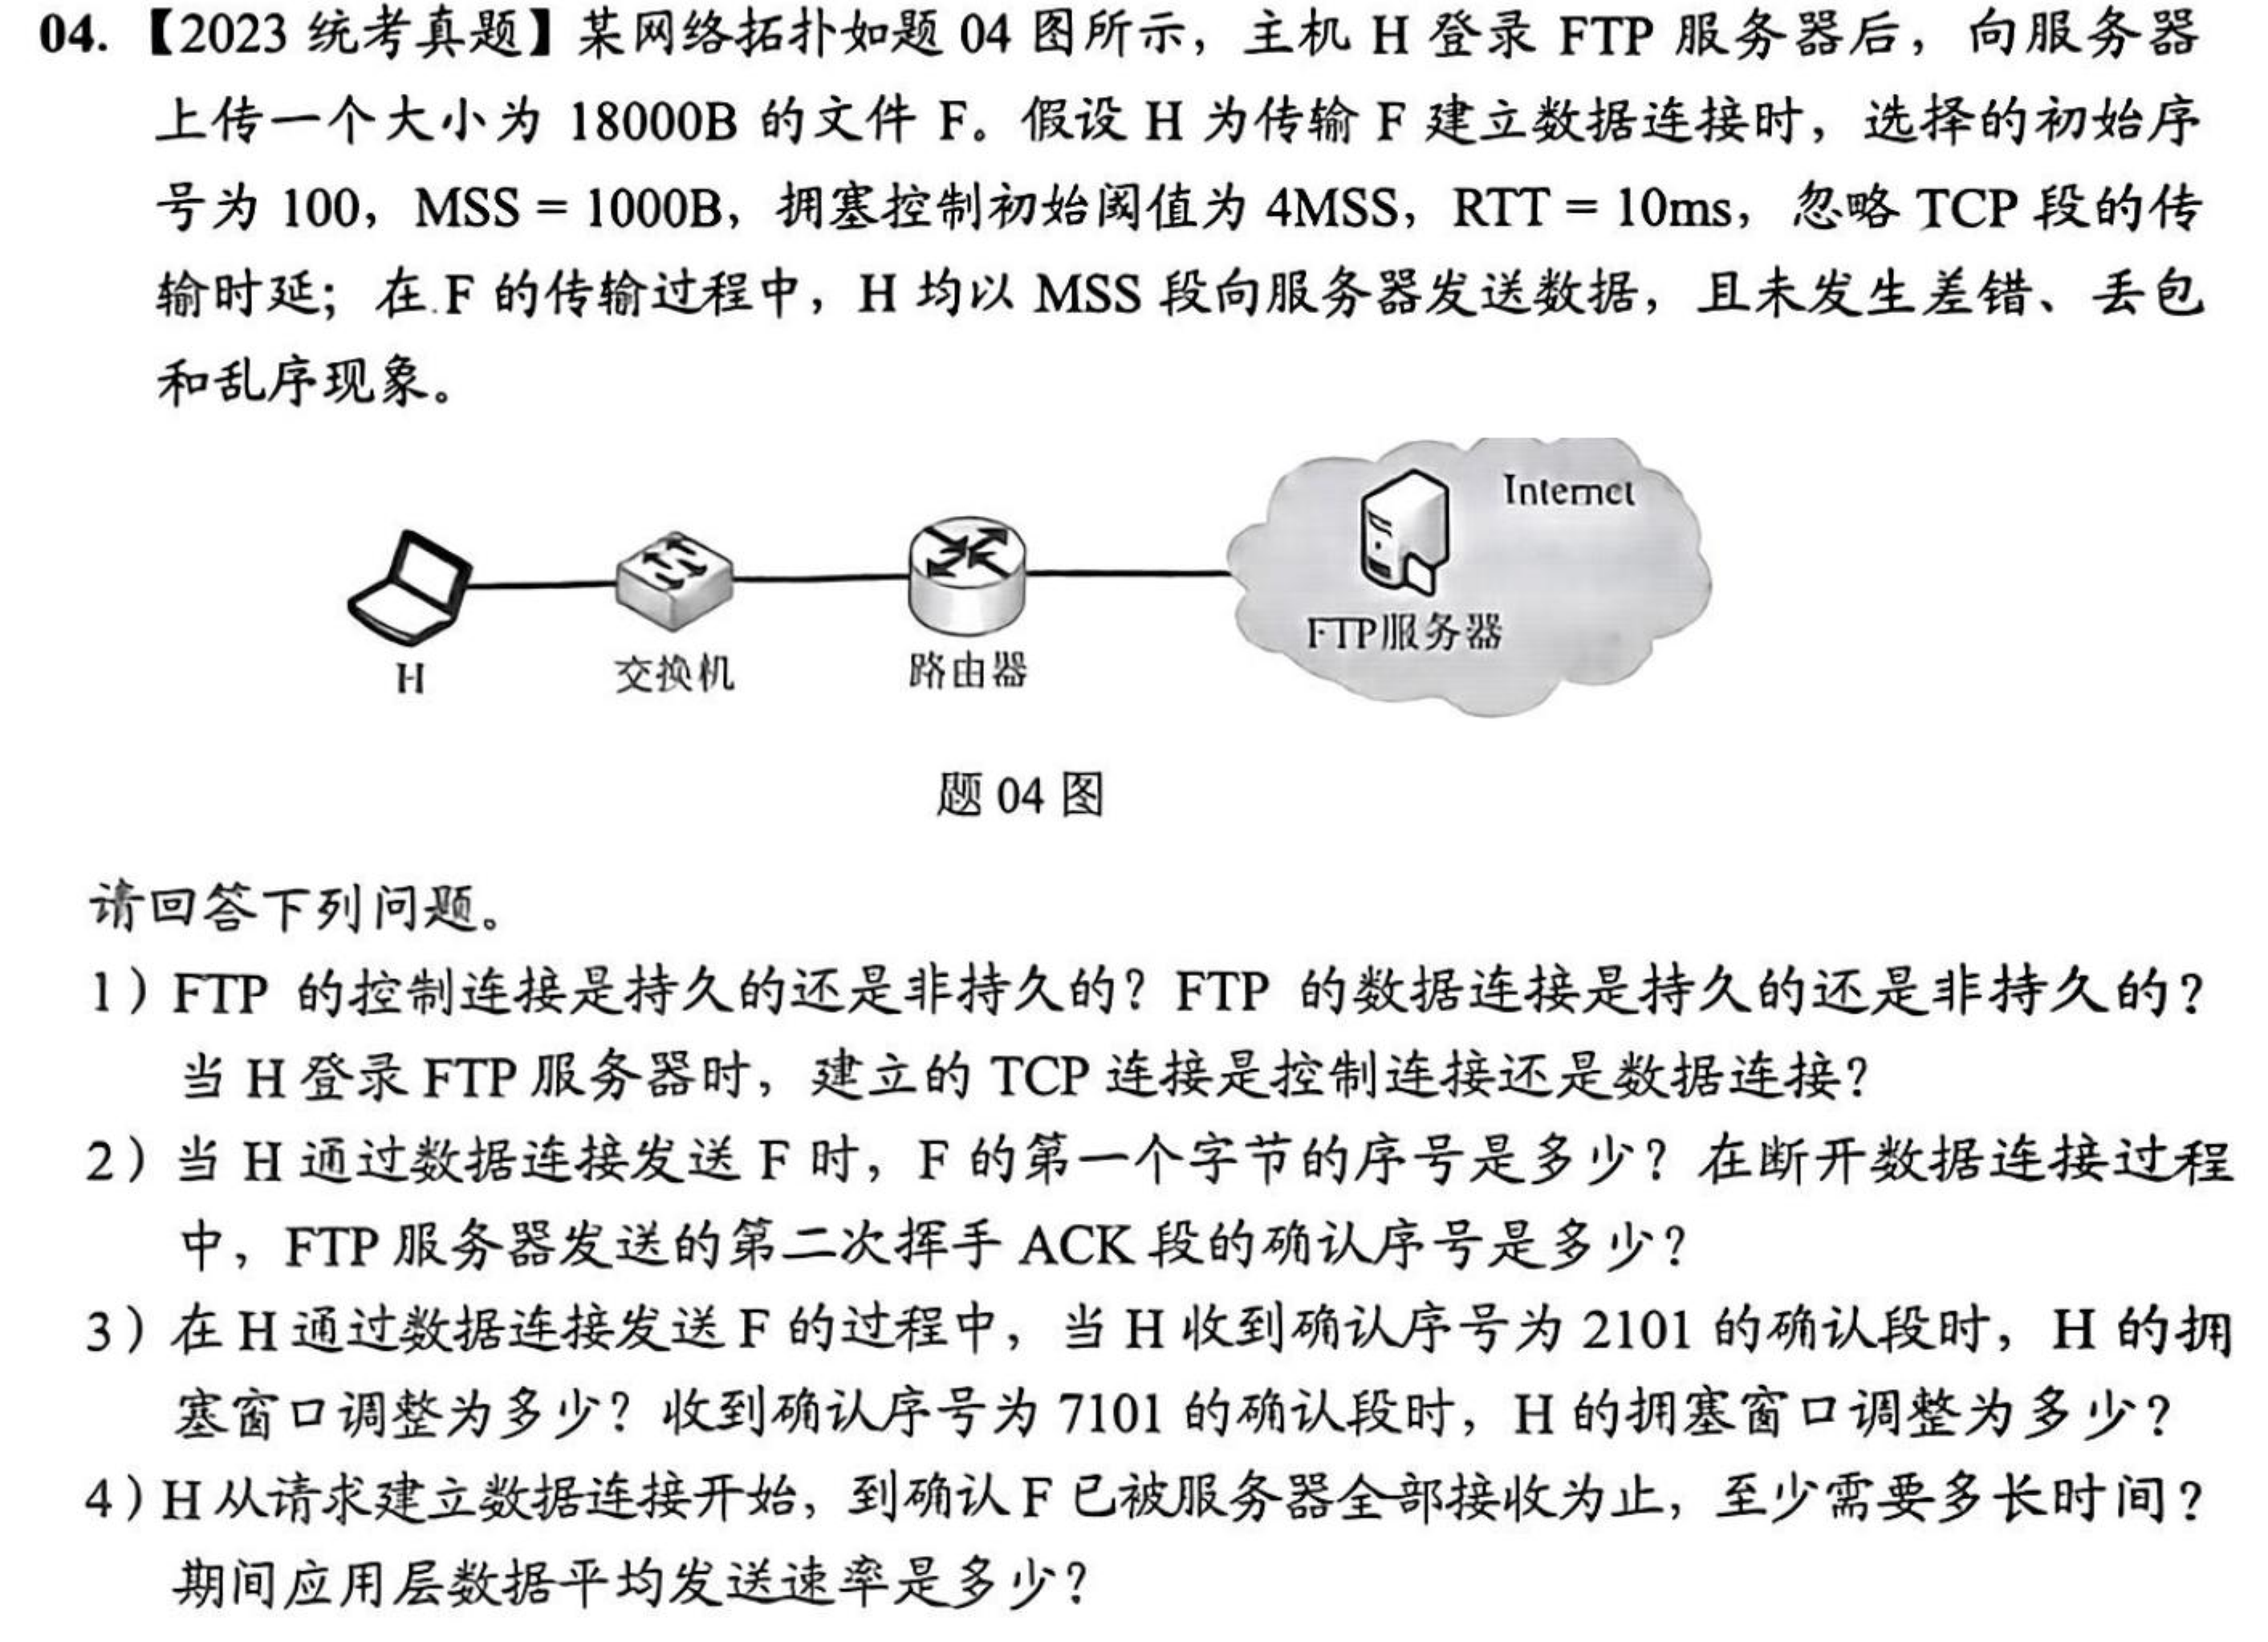 04.【2023 统考真题】某网络拓扑如题 04 图所示，主机 H 登录 FTP 服务器后，向服务器
上传一个大小为 18000B 的文件 F。假设 H 为传输 F 建立数据连接时，选择的初始序
号为 100，MSS = 1000B，拥塞控制初始阈值为 4MSS，RTT = 10ms，忽略 TCP 段的传
输时延；在 F 的传输过程中，H 均以 MSS 段向服务器发送数据，且未发生差错、丢包
和乱序现象。
Internet
FTP服务器
H
交换机
路由器
题 04 图
请回答下列问题。
1）FTP 的控制连接是持久的还是非持久的？FTP 的数据连接是持久的还是非持久的？
当 H 登录 FTP 服务器时，建立的 TCP 连接是控制连接还是数据连接？
2）当 H 通过数据连接发送 F 时，F 的第一个字节的序号是多少？在断开数据连接过程
中，FTP 服务器发送的第二次挥手 ACK 段的确认序号是多少？
3）在 H 通过数据连接发送 F 的过程中，当 H 收到确认序号为 2101 的确认段时，H 的拥
塞窗口调整为多少？收到确认序号为 7101 的确认段时，H 的拥塞窗口调整为多少？
4）H 从请求建立数据连接开始，到确认 F 已被服务器全部接收为止，至少需要多长时间？
期间应用层数据平均发送速率是多少？